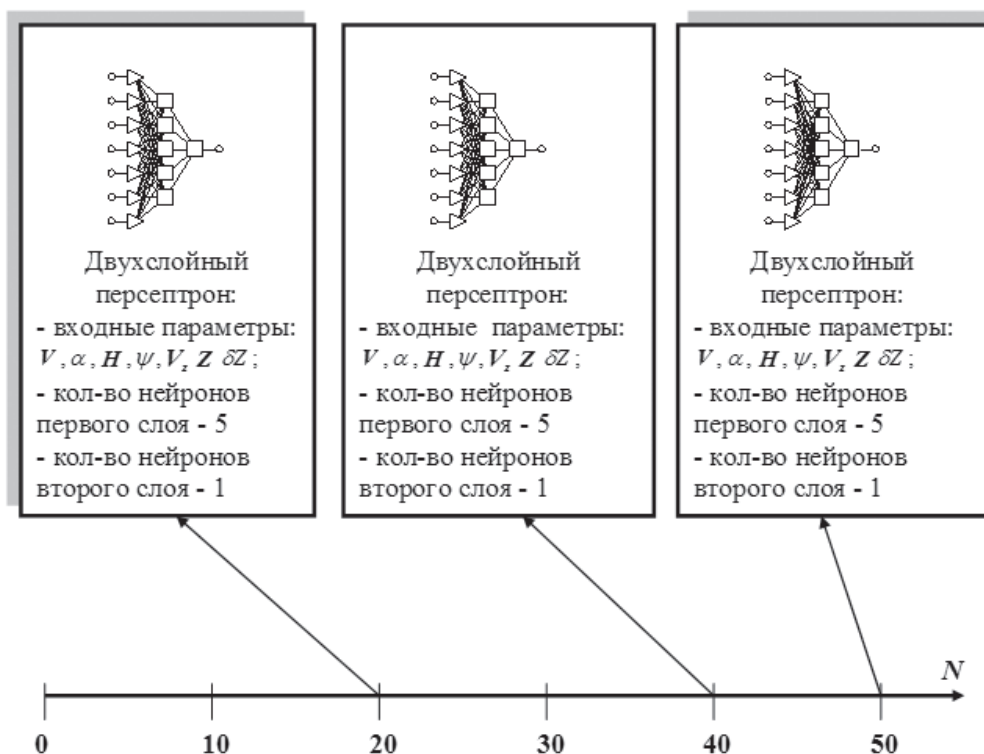 Двухслойный
персептрон:
- входные параметры:
V, α, H, ψ, V_z Z δZ;
- кол-во нейронов
первого слоя - 5
- кол-во нейронов
второго слоя - 1
Двухслойный
персептрон:
- входные параметры:
V, α, H, ψ, V_z Z δZ;
- кол-во нейронов
первого слоя - 5
- кол-во нейронов
второго слоя - 1
Двухслойный
персептрон:
- входные параметры:
V, α, H, ψ, V_z Z δZ;
- кол-во нейронов
первого слоя - 5
- кол-во нейронов
второго слоя - 1
N
0 10 20 30 40 50